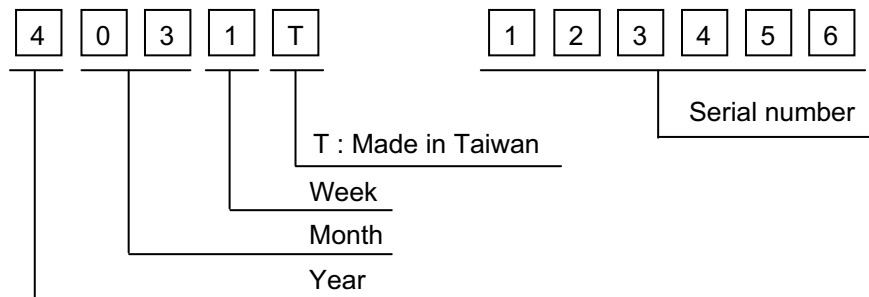 4 0 3 1 T 1 2 3 4 5 6
Serial number
T : Made in Taiwan
Week
Month
Year